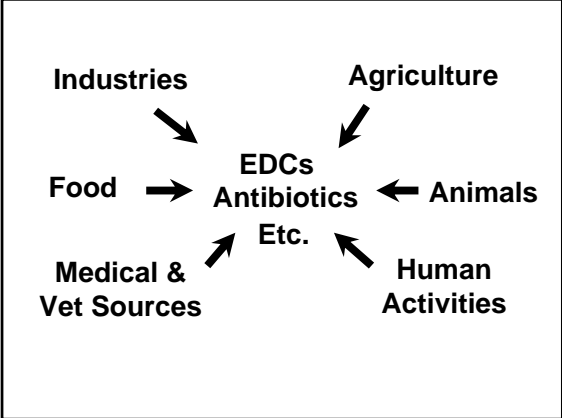 Industries
Agriculture
Food
EDCs
Antibiotics
Etc.
Animals
Medical &
Vet Sources
Human
Activities